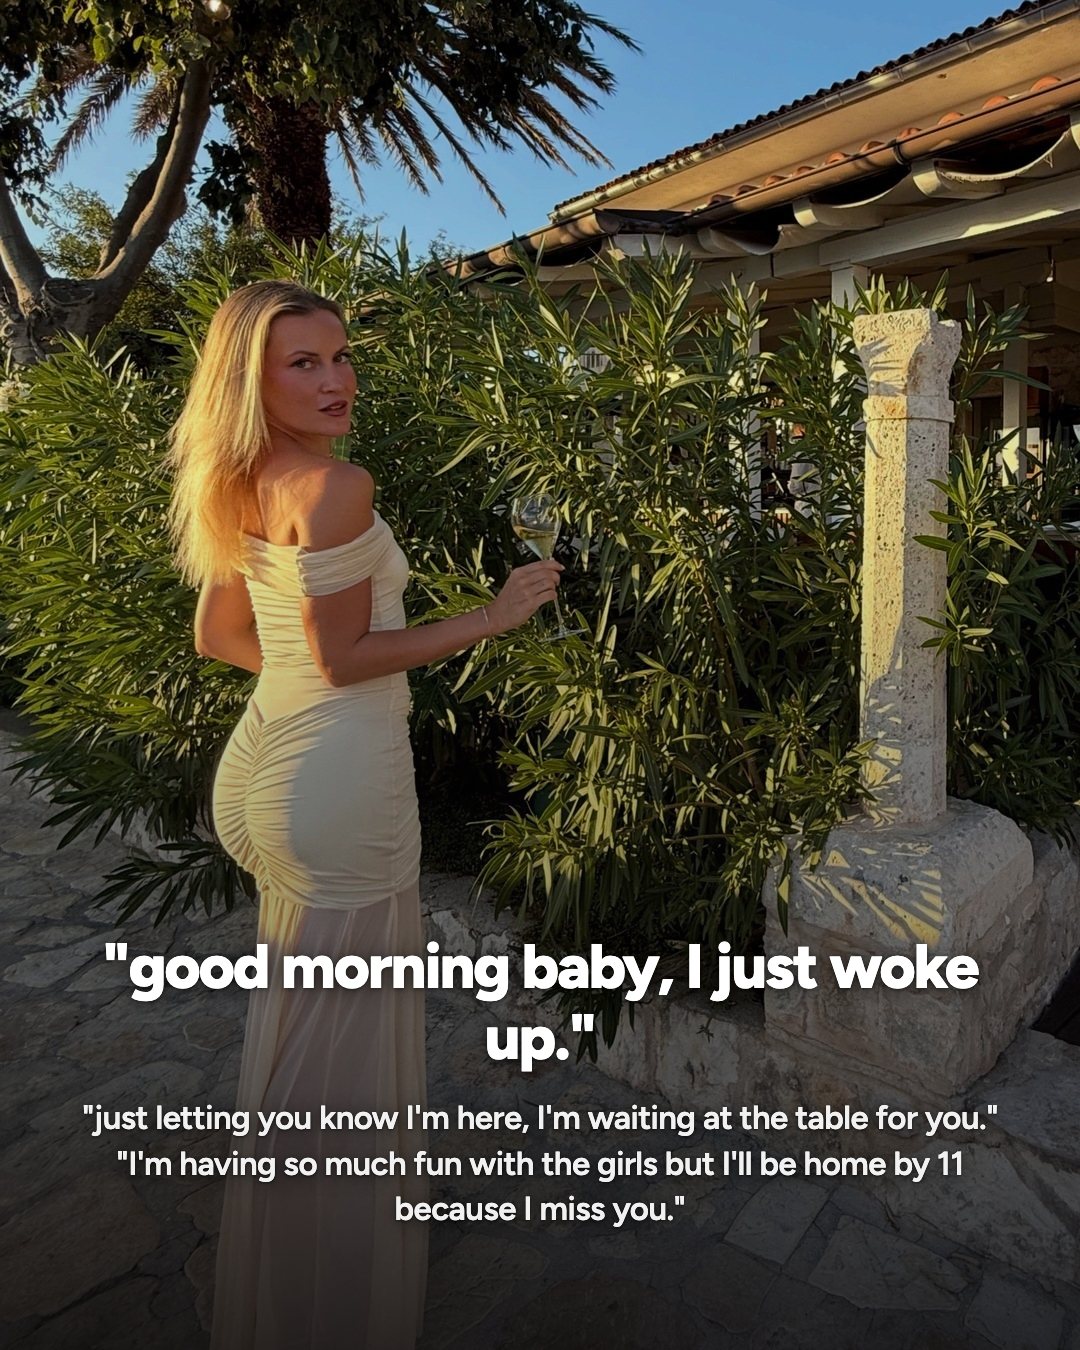 "good morning baby, I just woke
up."
"just letting you know I'm here, I'm waiting at the table for you."
"I'm having so much fun with the girls but I'll be home by 11
because I miss you."